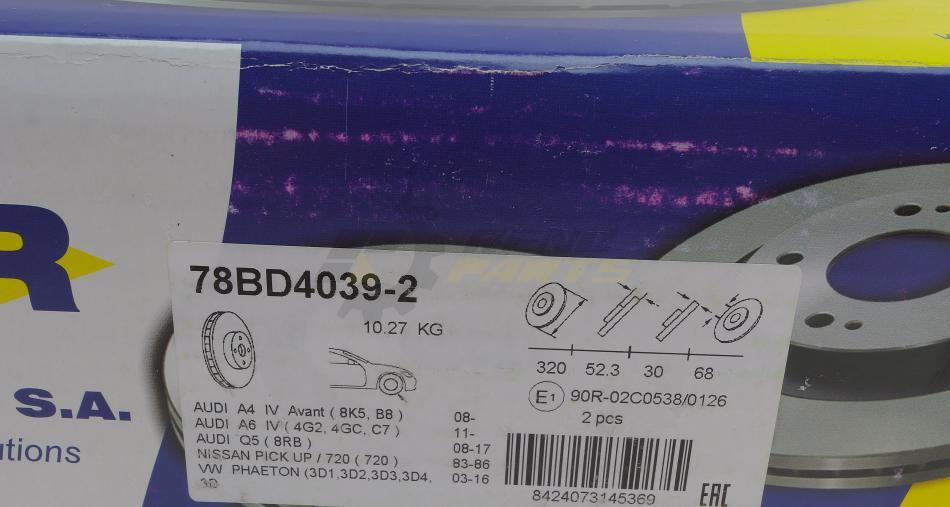 R
S.A.
utions
78BD4039-2
10.27 KG
320 52.3 30 68
E1 90R-02C0538/0126
2 pcs
AUDI A4 IV Avant ( 8K5, B8 ) 08-
AUDI A6 IV ( 4G2, 4GC, C7 ) 11-
AUDI Q5 ( 8RB ) 08-17
NISSAN PICK UP / 720 ( 720 ) 83-86
VW PHAETON (3D1,3D2,3D3,3D4, 03-16
3D
8424073145369
EAC
PARTS